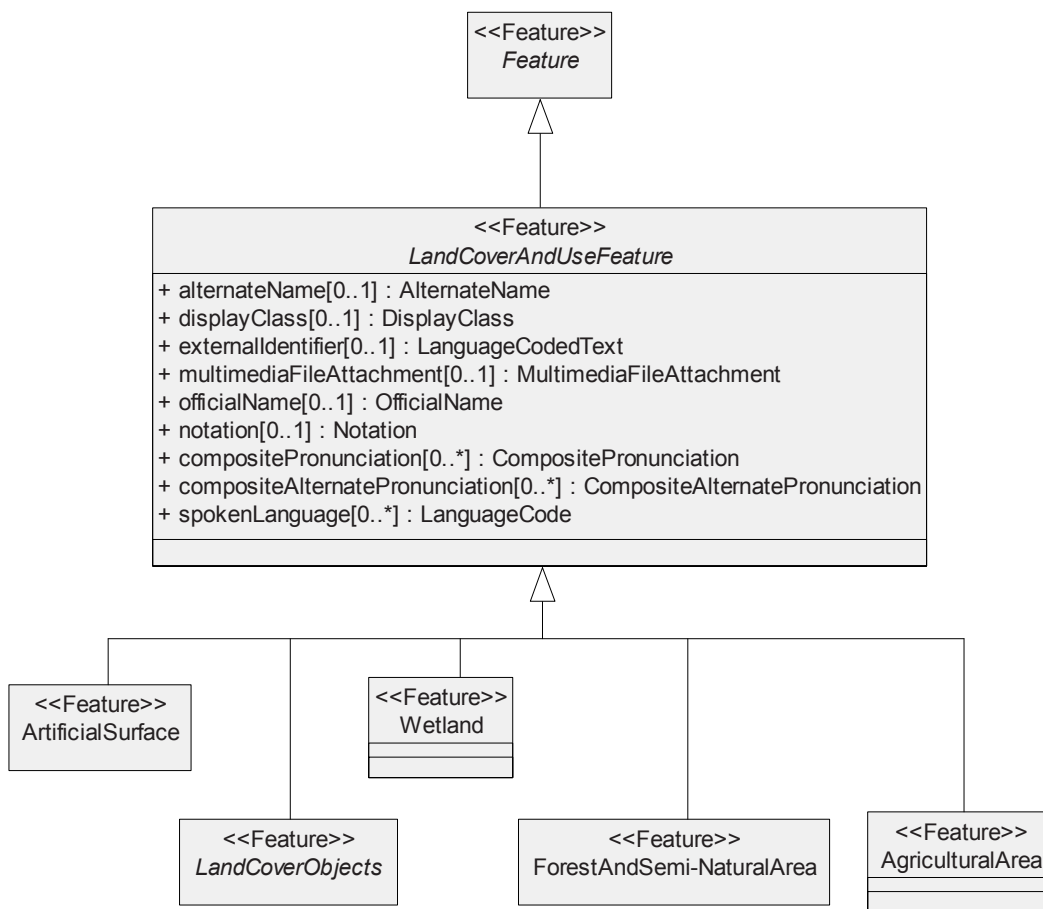 <<Feature>>
Feature
<<Feature>>
LandCoverAndUseFeature
+ alternateName[0..1] : AlternateName
+ displayClass[0..1] : DisplayClass
+ externalIdentifier[0..1] : LanguageCodedText
+ multimediaFileAttachment[0..1] : MultimediaFileAttachment
+ officialName[0..1] : OfficialName
+ notation[0..1] : Notation
+ compositePronunciation[0..*] : CompositePronunciation
+ compositeAlternatePronunciation[0..*] : CompositeAlternatePronunciation
+ spokenLanguage[0..*] : LanguageCode
<<Feature>>
ArtificialSurface
<<Feature>>
Wetland
<<Feature>>
LandCoverObjects
<<Feature>>
ForestAndSemi-NaturalArea
<<Feature>>
AgriculturalArea